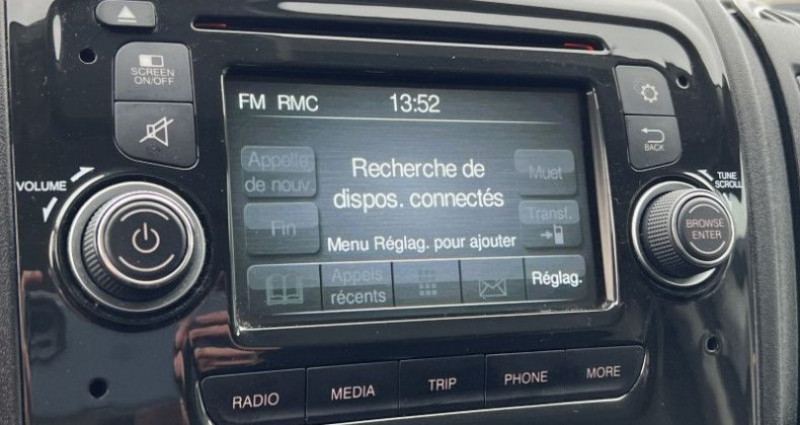 SCREEN
ON/OFF
FM RMC 13:52
BACK
VOLUME
TUNE
SCROLL
Appelle
de nouv.
Recherche de
dispos. connectés
Muet
Fin
Transf.
BROWSE
ENTER
Menu Réglag. pour ajouter
Appels
récents
Réglag.
RADIO
MEDIA
TRIP
PHONE
MORE